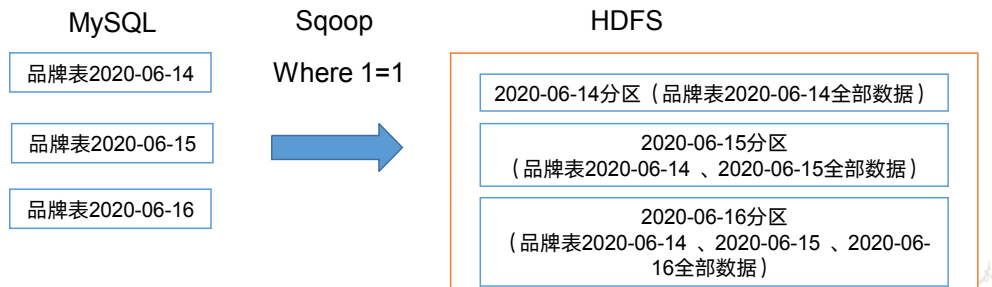 MySQL
Sqoop
HDFS
品牌表2020-06-14
品牌表2020-06-15
品牌表2020-06-16
Where 1=1
2020-06-14分区（品牌表2020-06-14全部数据）
2020-06-15分区
（品牌表2020-06-14 、2020-06-15全部数据）
2020-06-16分区
（品牌表2020-06-14 、2020-06-15 、2020-06-
16全部数据）